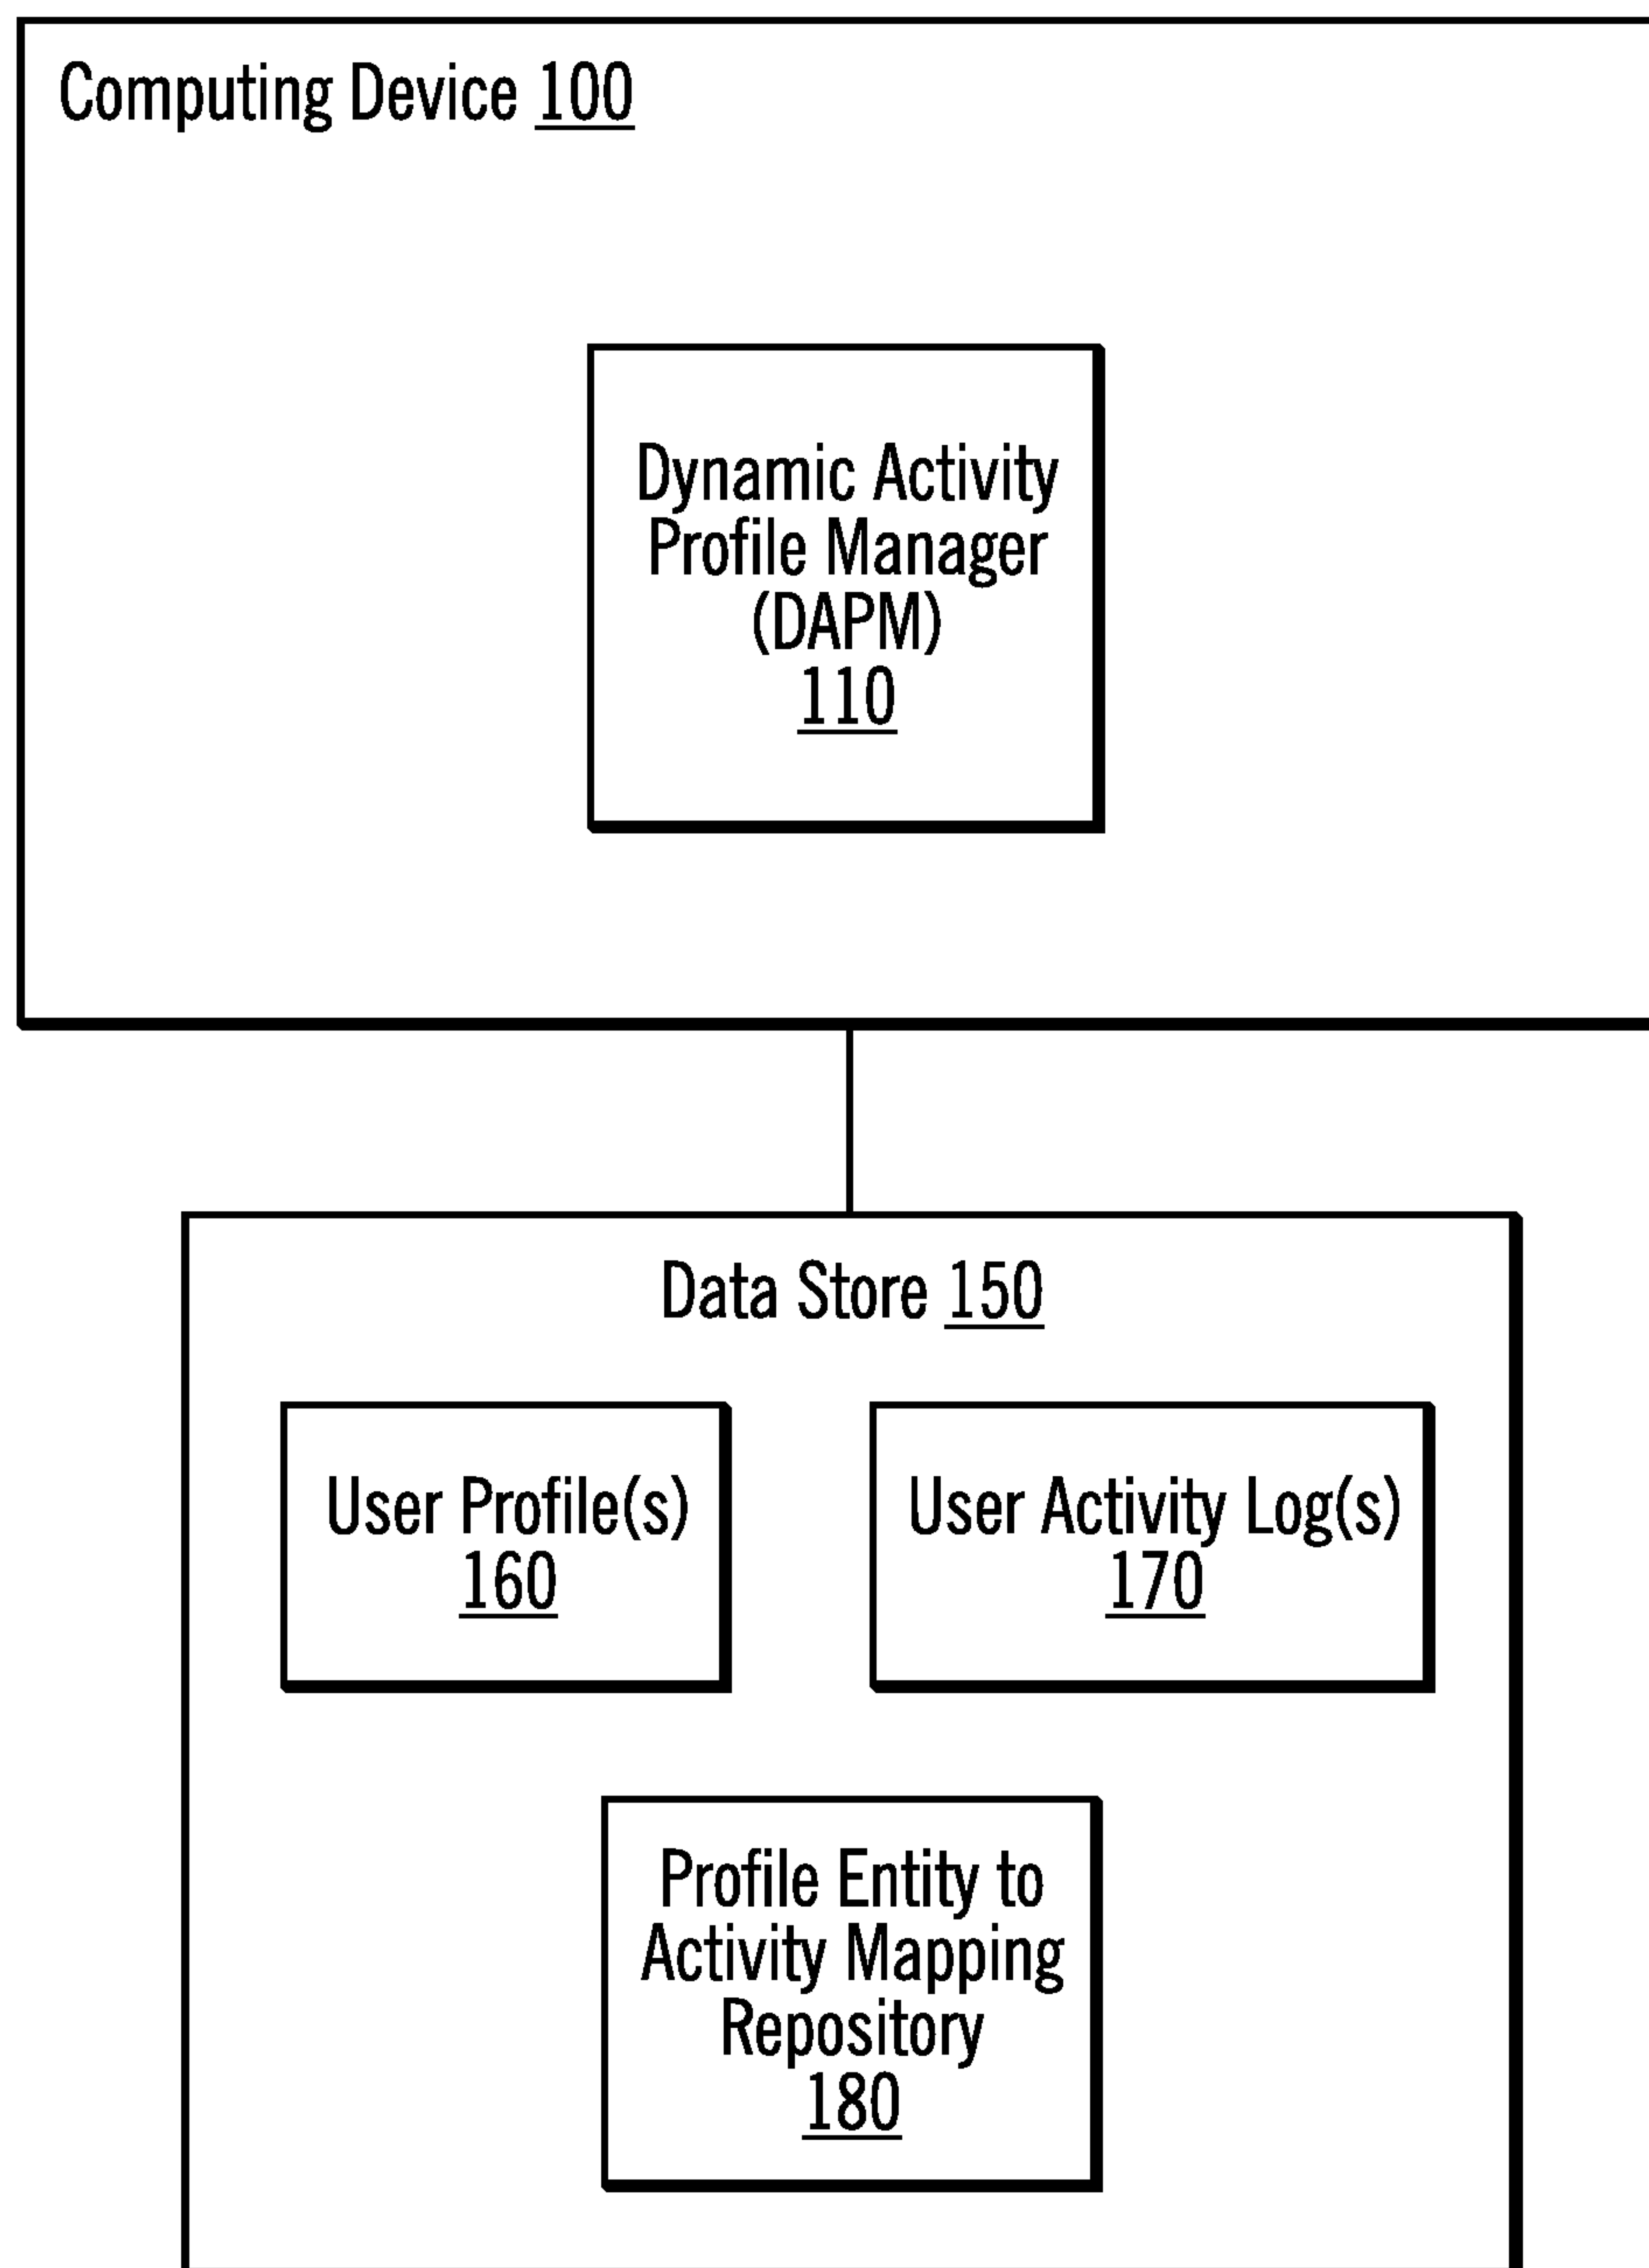 Computing Device 100
Dynamic Activity
Profile Manager
(DAPM)
110
Data Store 150
User Profile(s)
160
User Activity Log(s)
170
Profile Entity to
Activity Mapping
Repository
180